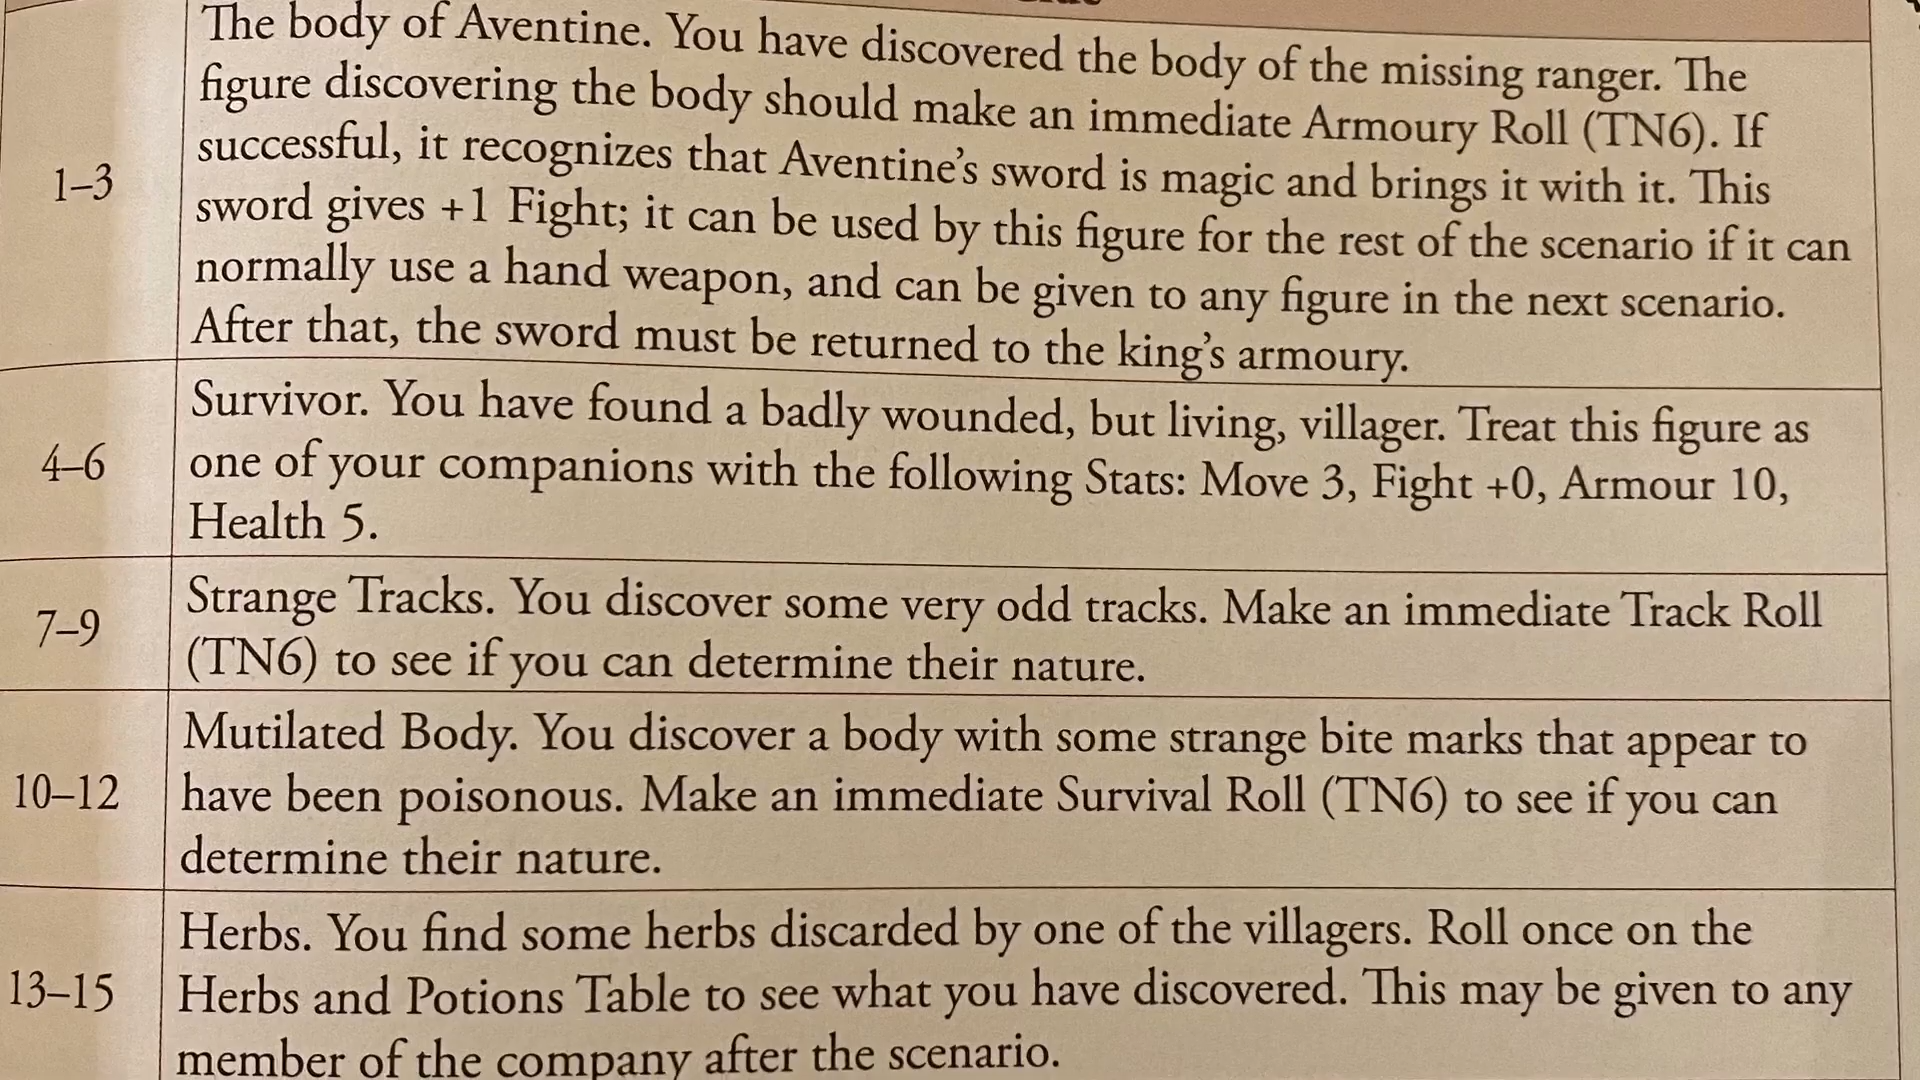 The body of Aventine. You have discovered the body of the missing ranger. The
figure discovering the body should make an immediate Armoury Roll (TN6). If
successful, it recognizes that Aventine's sword is magic and brings it with it. This
1–3
sword gives +1 Fight; it can be used by this figure for the rest of the scenario if it can
normally use a hand weapon, and can be given to any figure in the next scenario.
After that, the sword must be returned to the king's armoury.
Survivor. You have found a badly wounded, but living, villager. Treat this figure as
4–6
one of your companions with the following Stats: Move 3, Fight +0, Armour 10,
Health 5.
Strange Tracks. You discover some very odd tracks. Make an immediate Track Roll
7–9
(TN6) to see if you can determine their nature.
Mutilated Body. You discover a body with some strange bite marks that appear to
10–12
have been poisonous. Make an immediate Survival Roll (TN6) to see if you can
determine their nature.
Herbs. You find some herbs discarded by one of the villagers. Roll once on the
13–15
Herbs and Potions Table to see what you have discovered. This may be given to any
member of the company after the scenario.